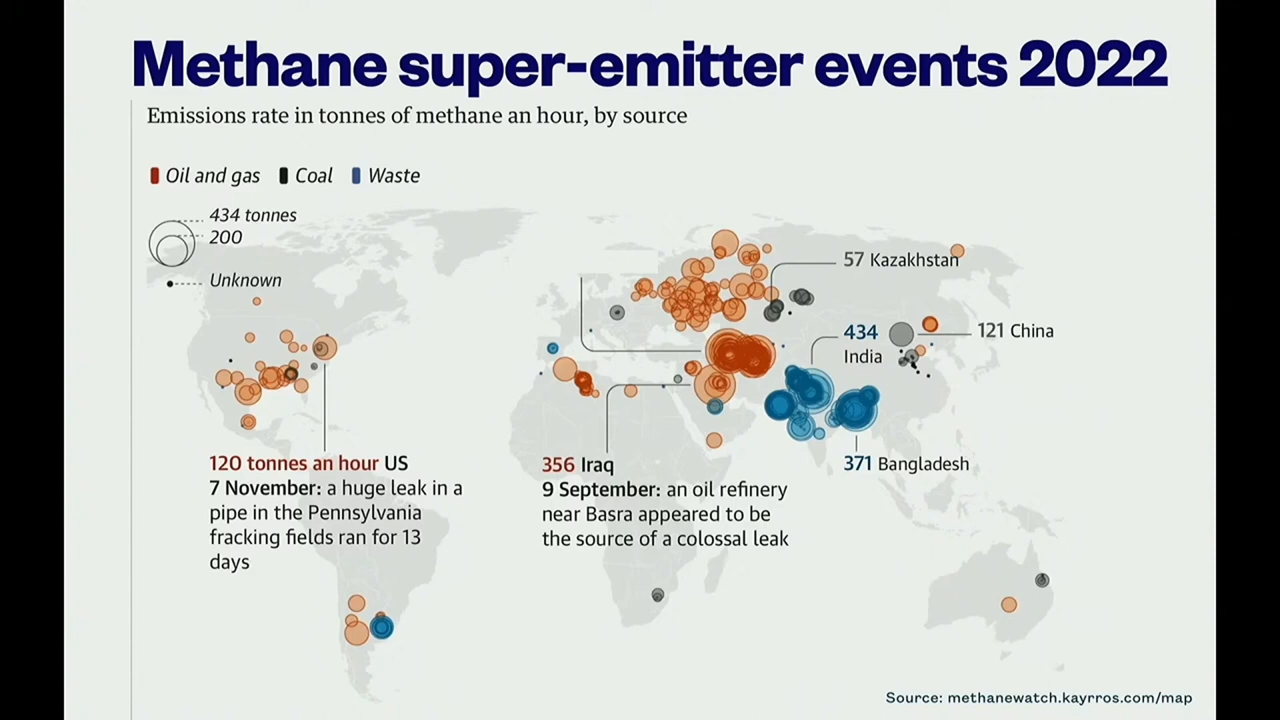 Methane super-emitter events 2022
Emissions rate in tonnes of methane an hour, by source
Oil and gas Coal Waste
434 tonnes
200
Unknown
57 Kazakhstan
434
India
121 China
371 Bangladesh
120 tonnes an hour US
7 November: a huge leak in a
pipe in the Pennsylvania
fracking fields ran for 13
days
356 Iraq
9 September: an oil refinery
near Basra appeared to be
the source of a colossal leak
Source: methanewatch.kayrros.com/map